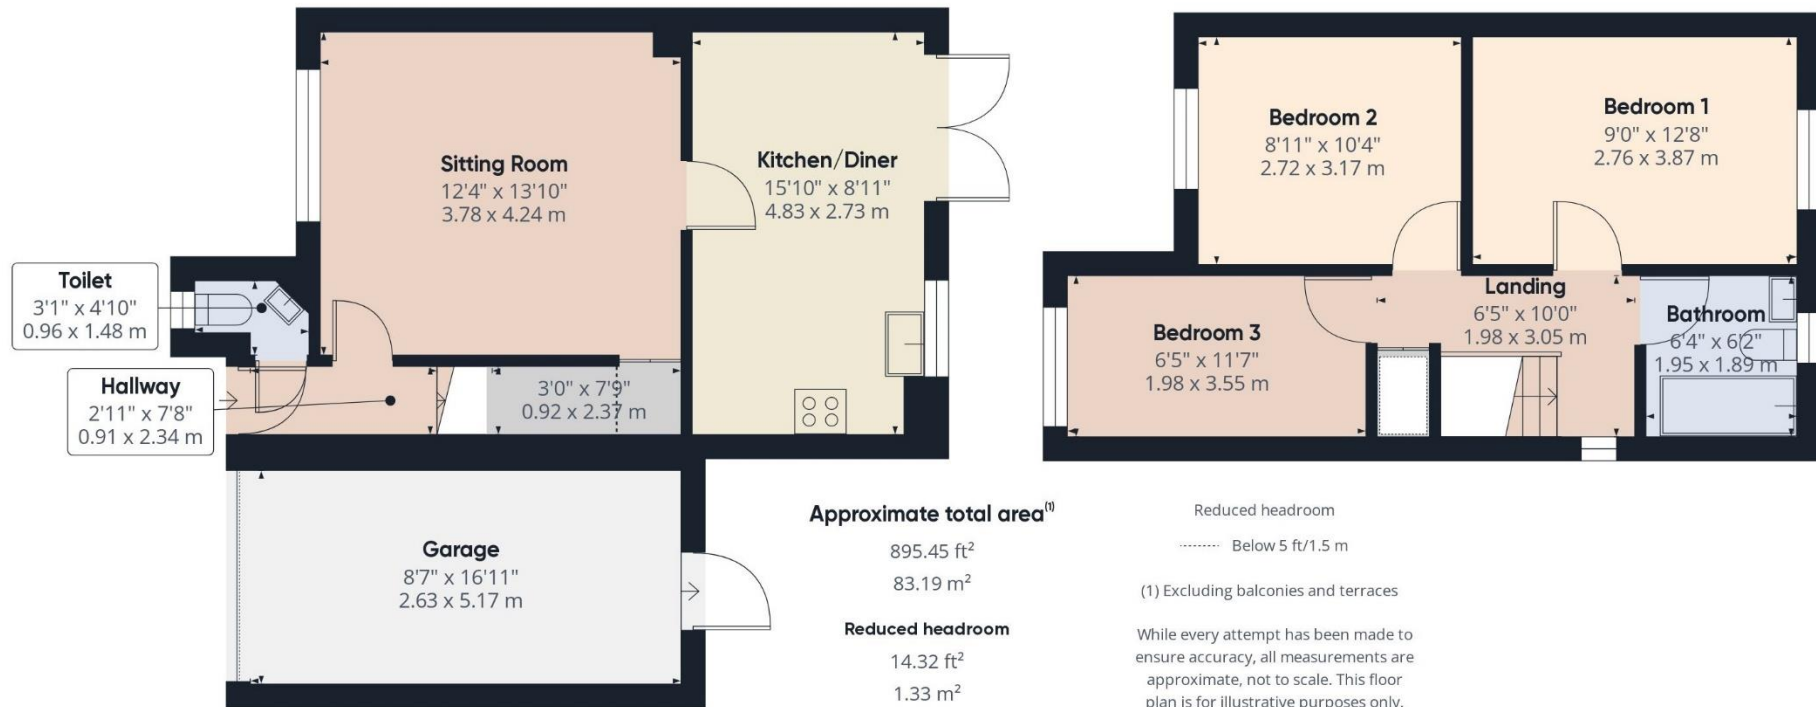 Sitting Room
12'4" x 13'10"
3.78 x 4.24 m
Kitchen/Diner
15'10" x 8'11"
4.83 x 2.73 m
Toilet
3'1" x 4'10"
0.96 x 1.48 m
Hallway
2'11" x 7'8"
0.91 x 2.34 m
3'0" x 7'9"
0.92 x 2.37 m
Garage
8'7" x 16'11"
2.63 x 5.17 m
Bedroom 2
8'11" x 10'4"
2.72 x 3.17 m
Bedroom 1
9'0" x 12'8"
2.76 x 3.87 m
Bedroom 3
6'5" x 11'7"
1.98 x 3.55 m
Landing
6'5" x 10'0"
1.98 x 3.05 m
Bathroom
6'4" x 6'2"
1.95 x 1.89 m
Approximate total area(1)
895.45 ft²
83.19 m²
Reduced headroom
14.32 ft²
1.33 m²
Reduced headroom
Below 5 ft/1.5 m
(1) Excluding balconies and terraces
While every attempt has been made to
ensure accuracy, all measurements are
approximate, not to scale. This floor
plan is for illustrative purposes only.